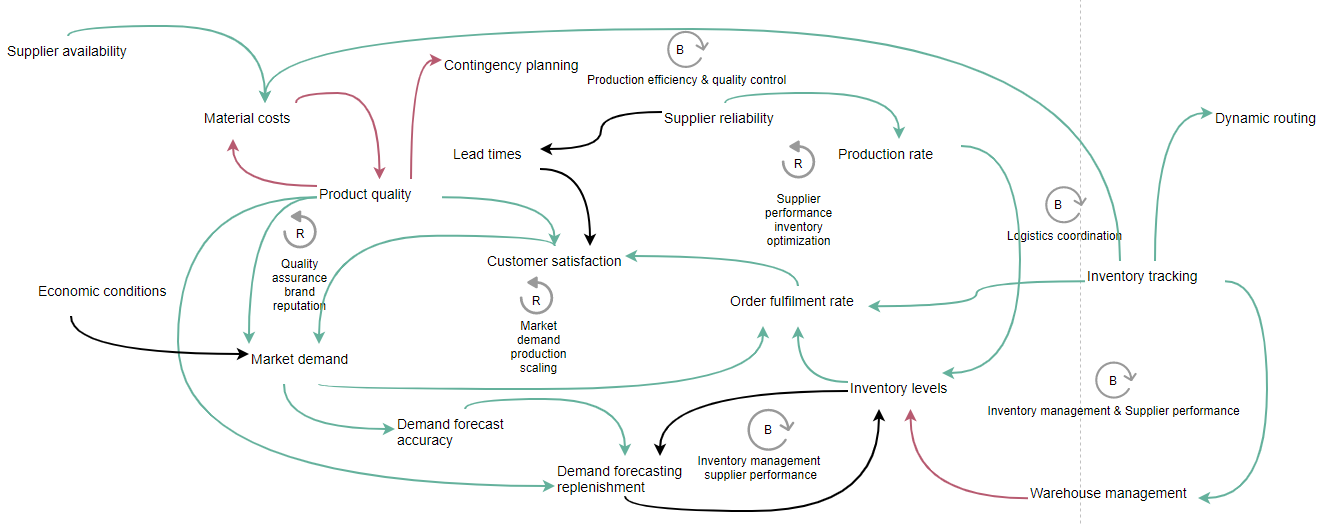 Supplier availability
Contingency planning
B
Production efficiency & quality control
Material costs
Supplier reliability
Dynamic routing
Lead times
Production rate
R
Supplier
performance
inventory
optimization
Product quality
B
Logistics coordination
R
Quality
assurance
brand
reputation
Customer satisfaction
Inventory tracking
Economic conditions
R
Market
demand
production
scaling
Order fulfilment rate
Market demand
Inventory levels
B
Inventory management & Supplier performance
Demand forecast
accuracy
B
Inventory management
supplier performance
Demand forecasting
replenishment
Warehouse management